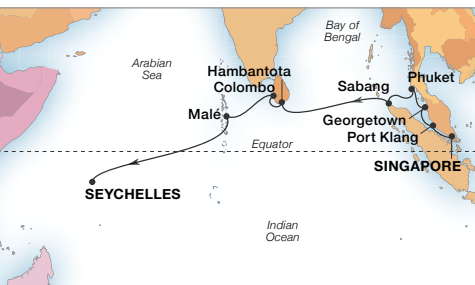 Bay of
Bengal
Arabian
Sea
Hambantota
Colombo
Phuket
Sabang
Malé
Georgetown
Port Klang
Equator
SINGAPORE
SEYCHELLES
Indian
Ocean